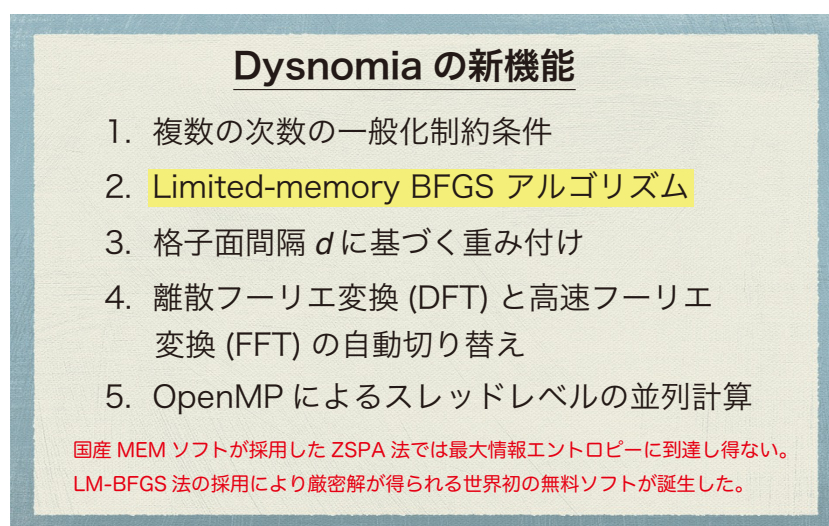 Dysnomia の新機能
1. 複数の次数の一般化制約条件
2. Limited-memory BFGS アルゴリズム
3. 格子面間隔 d に基づく重み付け
4. 離散フーリエ変換 (DFT) と高速フーリエ
変換 (FFT) の自動切り替え
5. OpenMP によるスレッドレベルの並列計算
国産 MEM ソフトが採用した ZSPA 法では最大情報エントロピーに到達し得ない。
LM-BFGS 法の採用により厳密解が得られる世界初の無料ソフトが誕生した。